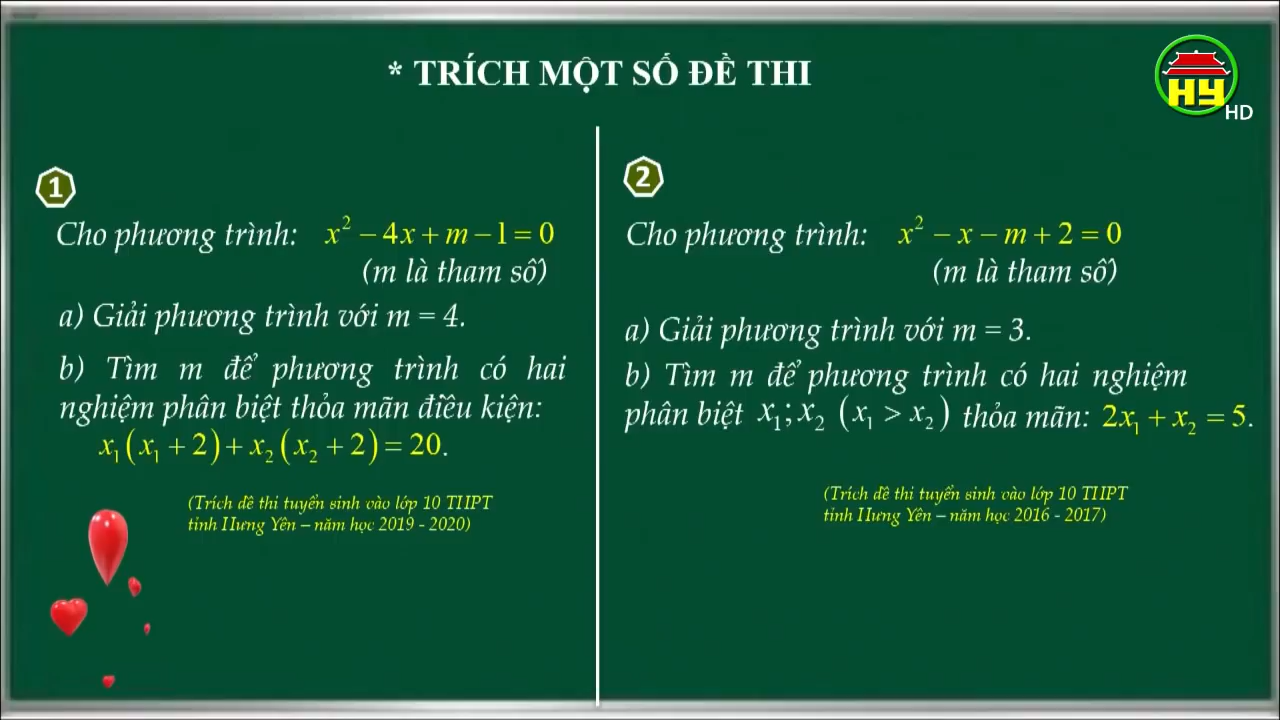 * TRÍCH MỘT SỐ ĐỀ THI
HY
HD
1
Cho phương trình: x² − 4x + m − 1 = 0
(m là tham số)
a) Giải phương trình với m = 4.
b) Tìm m để phương trình có hai
nghiệm phân biệt thỏa mãn điều kiện:
x₁(x₁ + 2) + x₂(x₂ + 2) = 20.
(Trích đề thi tuyển sinh vào lớp 10 THPT
tỉnh Hưng Yên – năm học 2019 - 2020)
2
Cho phương trình: x² − x − m + 2 = 0
(m là tham số)
a) Giải phương trình với m = 3.
b) Tìm m để phương trình có hai nghiệm
phân biệt x₁; x₂ (x₁ > x₂) thỏa mãn: 2x₁ + x₂ = 5.
(Trích đề thi tuyển sinh vào lớp 10 THPT
tỉnh Hưng Yên – năm học 2016 - 2017)